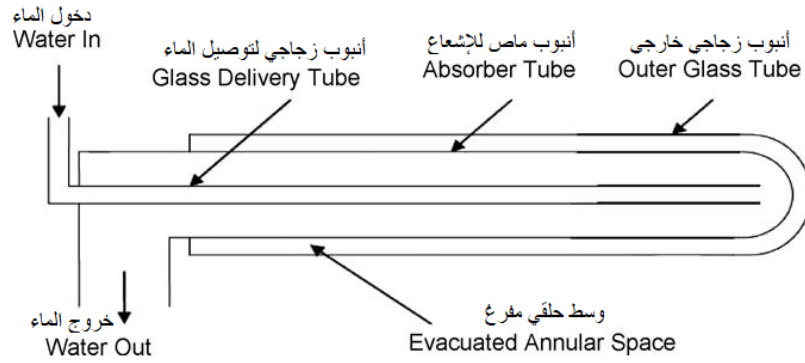 دخول الماء
Water In
أنبوب زجاجي لتوصيل الماء
Glass Delivery Tube
أنبوب ماص للإشعاع
Absorber Tube
أنبوب زجاجي خارجي
Outer Glass Tube
خروج الماء
Water Out
وسط حلقي مفرغ
Evacuated Annular Space